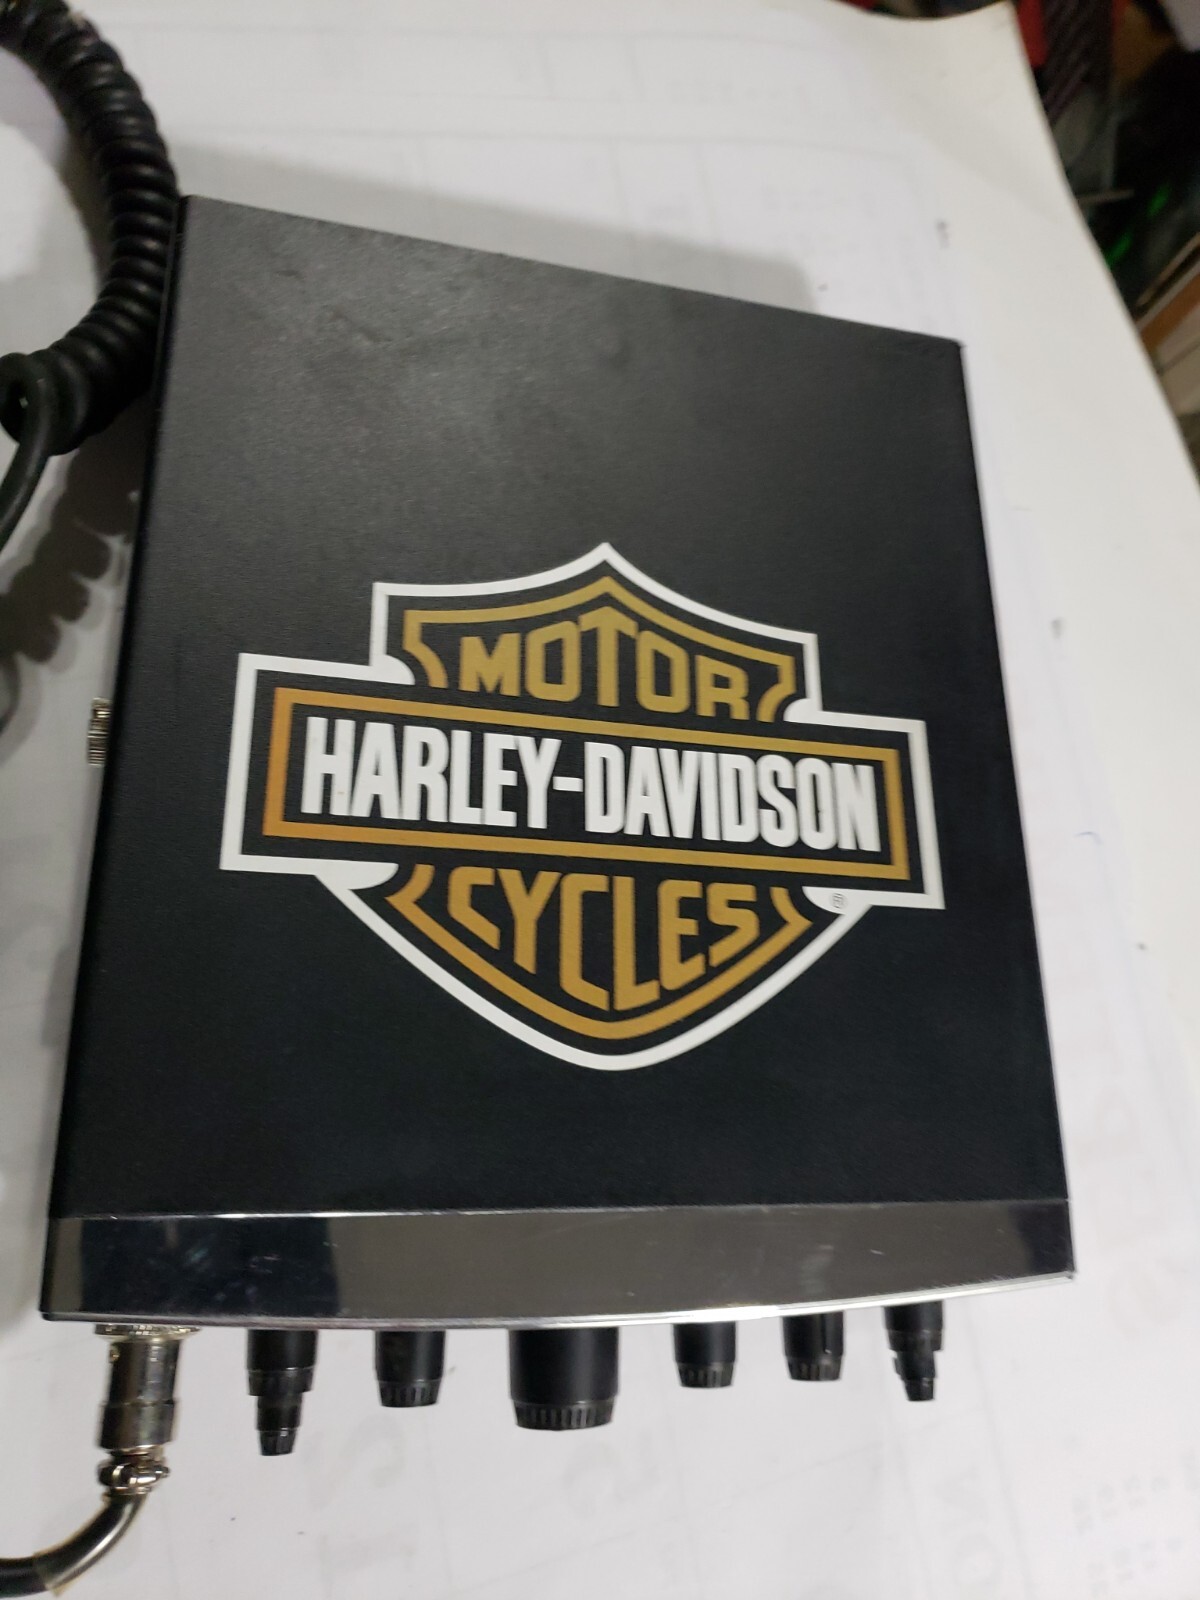 MOTOR
HARLEY-DAVIDSON
CYCLES
®